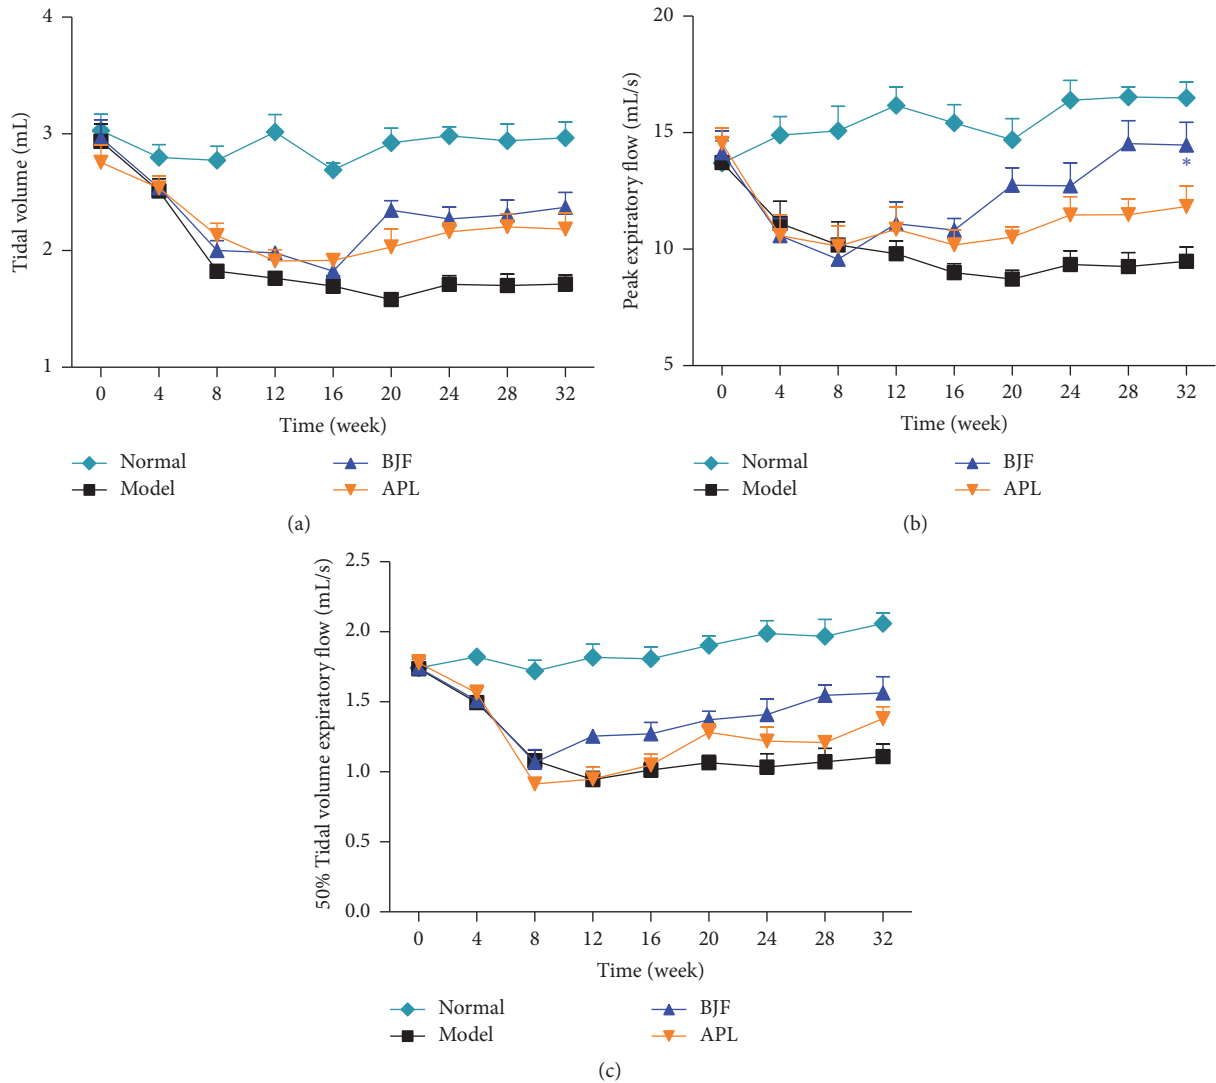 4
3
2
1
Tidal volume (mL)
0 4 8 12 16 20 24 28 32
Time (week)
Normal BJF
Model APL
(a)
20
15
10
5
Peak expiratory flow (mL/s)
*
0 4 8 12 16 20 24 28 32
Time (week)
Normal BJF
Model APL
(b)
2.5
2.0
1.5
1.0
0.5
0.0
50% Tidal volume expiratory flow (mL/s)
0 4 8 12 16 20 24 28 32
Time (week)
Normal BJF
Model APL
(c)